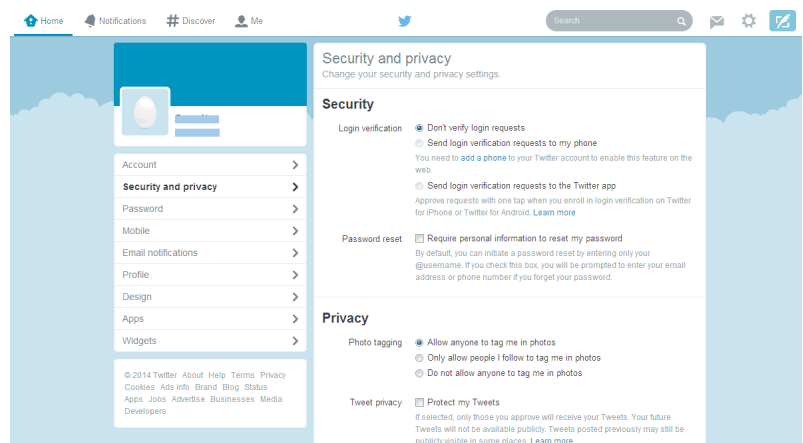 Home Notifications Discover Me Search
Security and privacy
Change your security and privacy settings.
Security
Login verification Don't verify login requests
Send login verification requests to my phone
You need to add a phone to your Twitter account to enable this feature on the
web.
Send login verification requests to the Twitter app
Approve requests with one tap when you enroll in login verification on Twitter
for iPhone or Twitter for Android. Learn more
Password reset Require personal information to reset my password
By default, you can initiate a password reset by entering only your
@username. If you check this box, you will be prompted to enter your email
address or phone number if you forget your password.
Privacy
Photo tagging Allow anyone to tag me in photos
Only allow people I follow to tag me in photos
Do not allow anyone to tag me in photos
Tweet privacy Protect my Tweets
If selected, only those you approve will receive your Tweets. Your future
Tweets will not be available publicly. Tweets posted previously may still be
publicly visible in some places. Learn more
Account
Security and privacy
Password
Mobile
Email notifications
Profile
Design
Apps
Widgets
© 2014 Twitter About Help Terms Privacy
Cookies Ads info Brand Blog Status
Apps Jobs Advertise Businesses Media
Developers